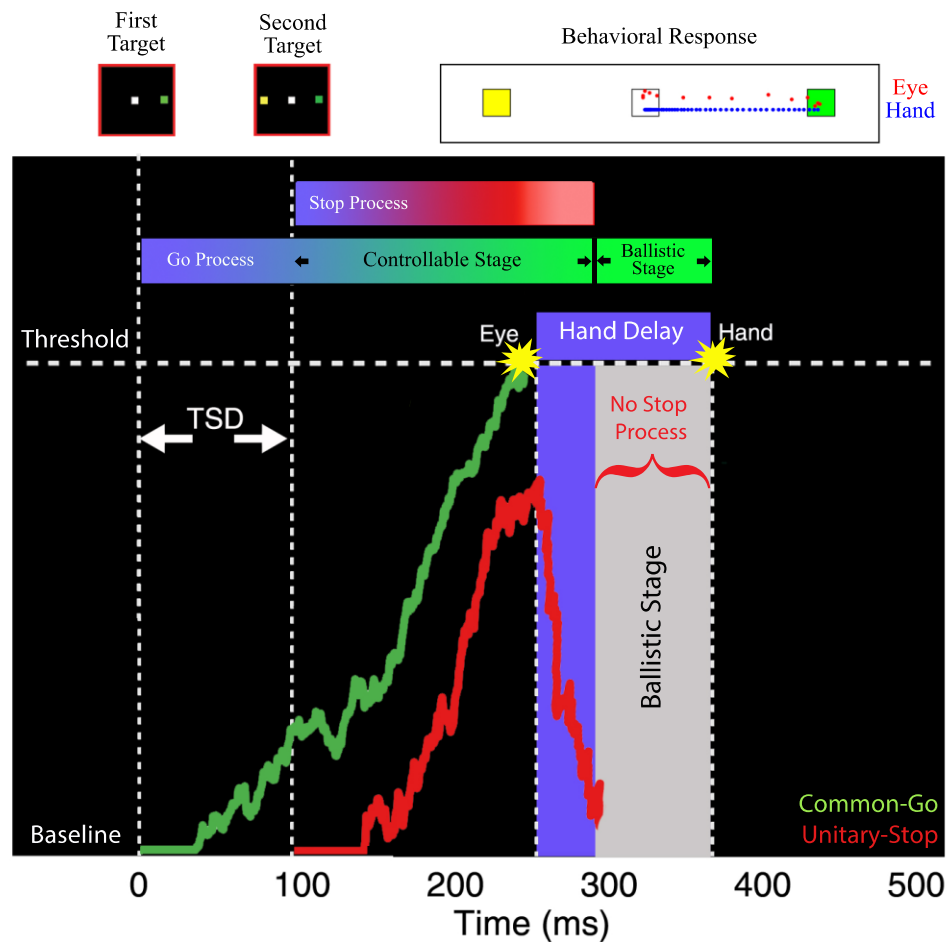 First
Target
Second
Target
Behavioral Response
Eye
Hand
Stop Process
Go Process
Controllable Stage
Ballistic
Stage
Threshold
Eye
Hand Delay
Hand
TSD
No Stop
Process
Ballistic Stage
Common-Go
Unitary-Stop
Baseline
0 100 200 300 400 500
Time (ms)